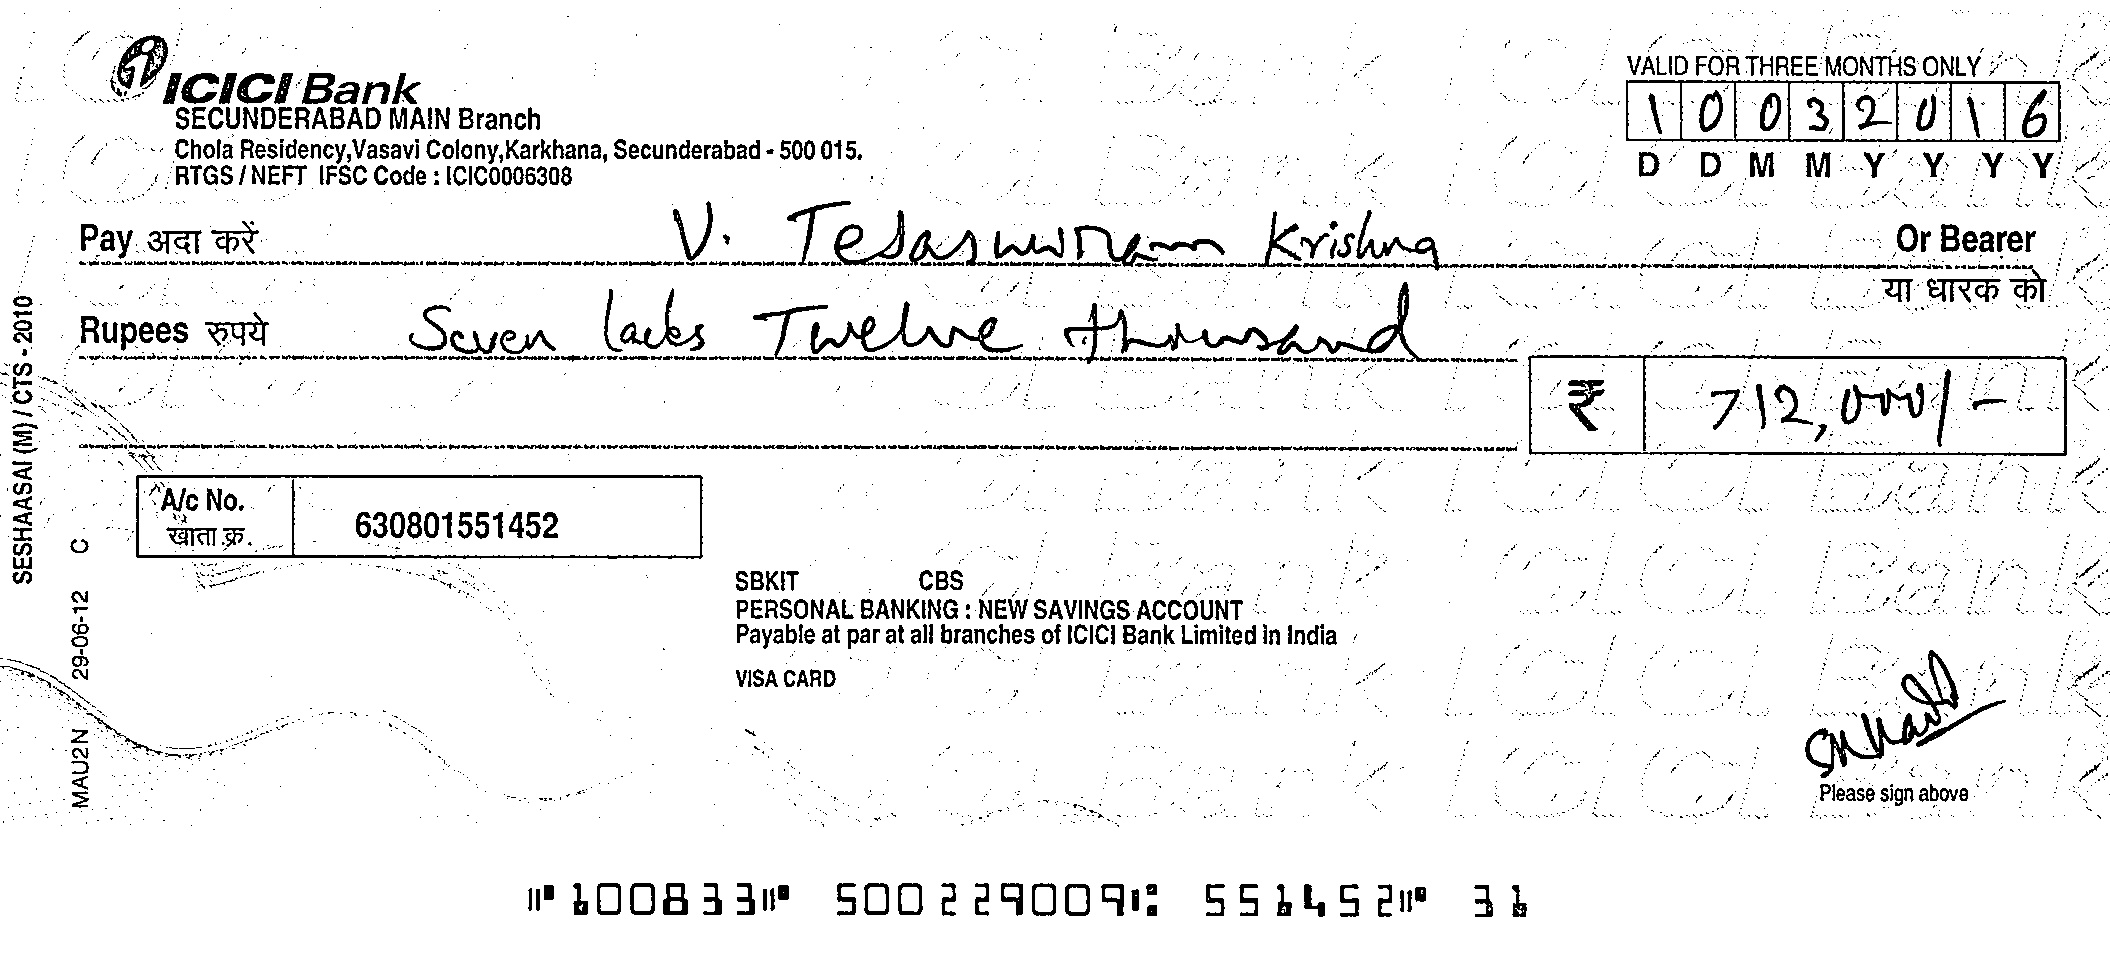 ICICI Bank
SECUNDERABAD MAIN Branch
Chola Residency,Vasavi Colony,Karkhana, Secunderabad - 500 015.
RTGS / NEFT IFSC Code : ICIC0006308
VALID FOR THREE MONTHS ONLY
1 0 0 3 2 0 1 6
D D M M Y Y Y Y
Pay अदा करें V. Krishna Or Bearer
या धारक को
Rupees रुपये Seven lacks Twelve thousand
₹ 712,000/-
A/c No. 630801551452
खाता क्र.
SBKIT CBS
PERSONAL BANKING : NEW SAVINGS ACCOUNT
Payable at par at all branches of ICICI Bank Limited in India
VISA CARD
Please sign above
SESHAASAI (M) / CTS - 2010
MAU2N 29-06-12 C
⑈100833⑈ 500229009⑆ 551452⑈ 31